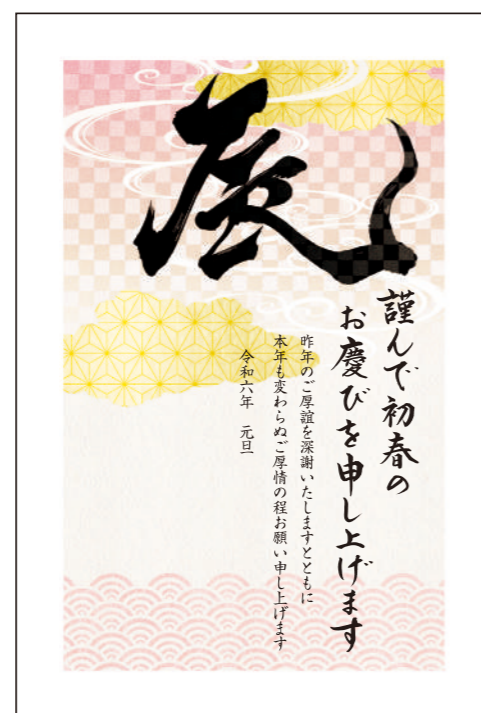 辰
謹んで初春の
お慶びを申し上げます
昨年のご厚誼を深謝いたしますとともに
本年も変わらぬご厚情の程お願い申し上げます
令和六年　元旦